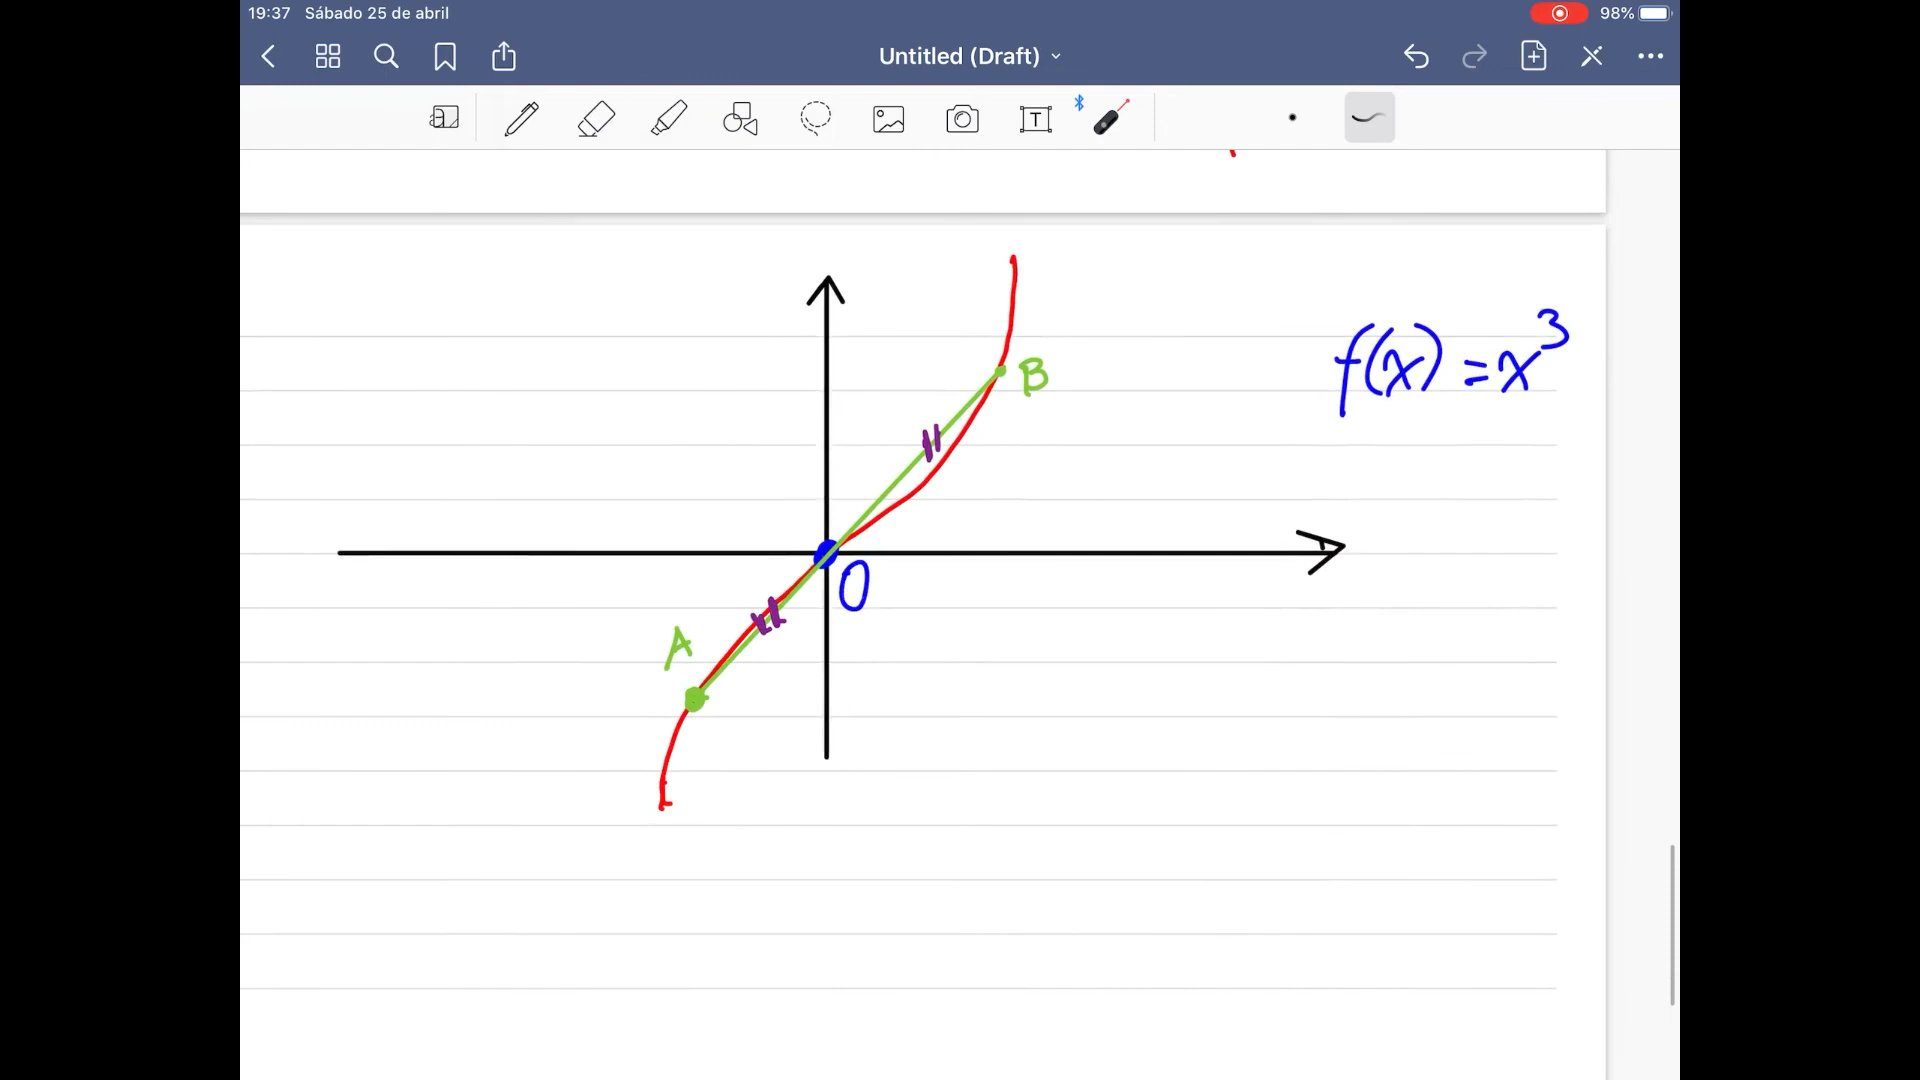 19:37 Sábado 25 de abril 98%
Untitled (Draft)
a T
B
f(x) = x³
O
A